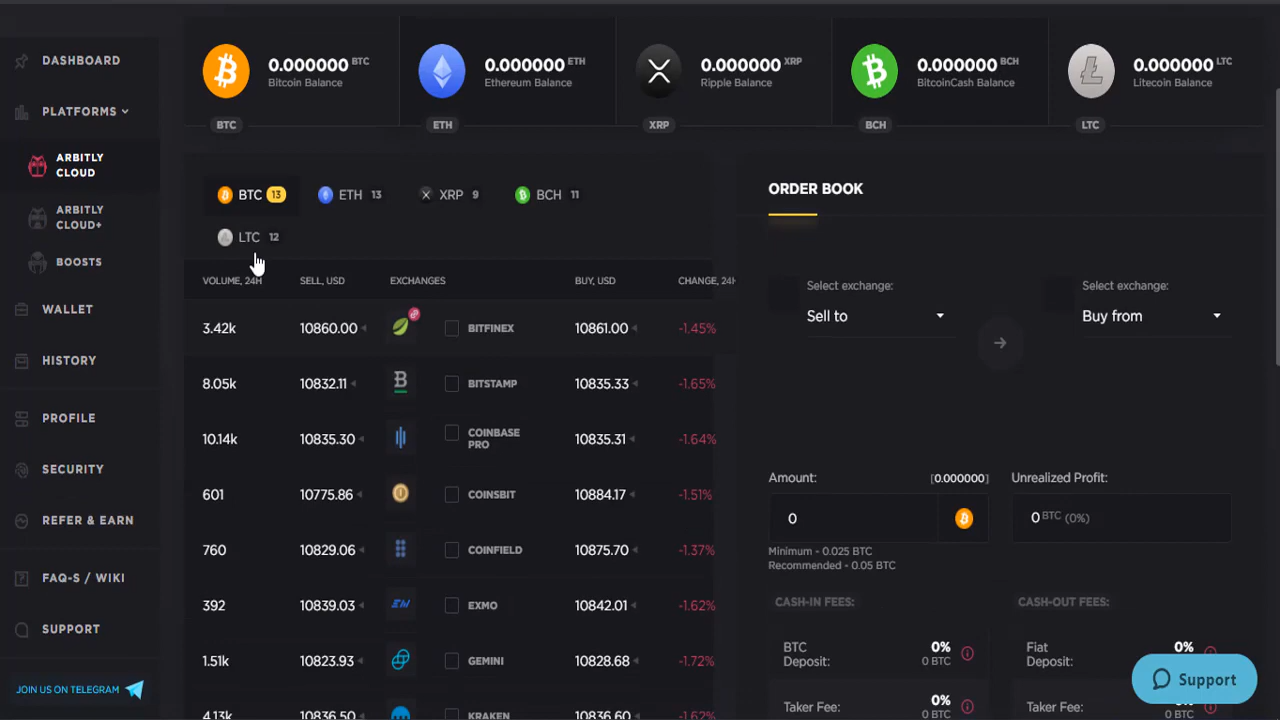 DASHBOARD
PLATFORMS
ARBITLY
CLOUD
ARBITLY
CLOUD+
BOOSTS
WALLET
HISTORY
PROFILE
SECURITY
REFER & EARN
FAQ-S / WIKI
SUPPORT
JOIN US ON TELEGRAM
0.000000 BTC
Bitcoin Balance
BTC
0.000000 ETH
Ethereum Balance
ETH
0.000000 XRP
Ripple Balance
XRP
0.000000 BCH
BitcoinCash Balance
BCH
0.000000 LTC
Litecoin Balance
LTC
BTC 13 ETH 13 XRP 9 BCH 11
LTC 12
VOLUME, 24H SELL, USD EXCHANGES BUY, USD CHANGE, 24H
3.42k 10860.00 BITFINEX 10861.00 -1.45%
8.05k 10832.11 BITSTAMP 10835.33 -1.65%
10.14k 10835.30 COINBASE PRO 10835.31 -1.64%
601 10775.86 COINSBIT 10884.17 -1.51%
760 10829.06 COINFIELD 10875.70 -1.37%
392 10839.03 EXMO 10842.01 -1.62%
1.51k 10823.93 GEMINI 10828.68 -1.72%
4.13k 10836.50 KRAKEN 10836.60 -1.62%
ORDER BOOK
Select exchange:
Sell to
Select exchange:
Buy from
Amount: [0.000000]
0
Minimum - 0.025 BTC
Recommended - 0.05 BTC
Unrealized Profit:
0 BTC (0%)
CASH-IN FEES:
BTC Deposit: 0%
0 BTC
Taker Fee: 0%
0 BTC
CASH-OUT FEES:
Fiat Deposit: 0%
Taker Fee:
Support